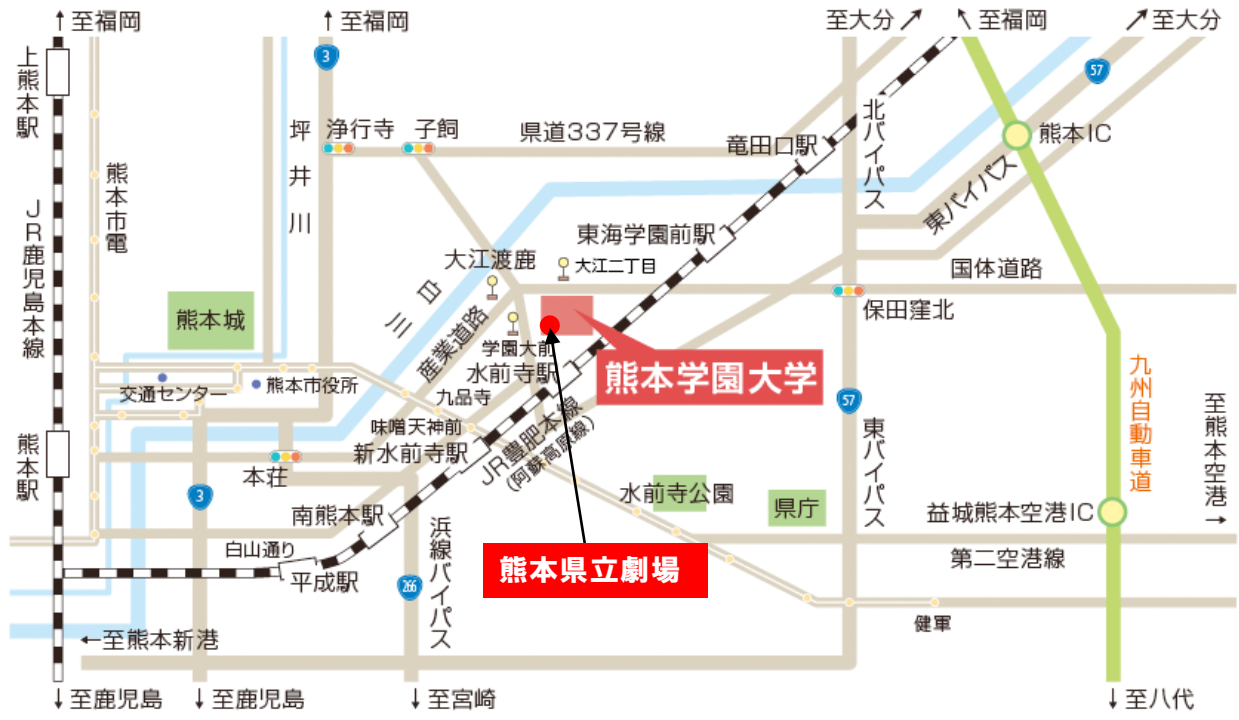 ↑至福岡
↑至福岡
至大分↗
↖至福岡
↗至大分
上熊本駅
3
57
坪井川
浄行寺
子飼
県道337号線
竜田口駅
北バイパス
熊本IC
熊本市電
JR鹿児島本線
東バイパス
東海学園前駅
大江渡鹿
大江二丁目
国体道路
白川
保田窪北
熊本城
産業道路
学園大前
水前寺駅
熊本学園大学
九州自動車道
交通センター
熊本市役所
九品寺
57
至熊本空港→
味噌天神前
新水前寺駅
JR豊肥本線
(阿蘇高原線)
東バイパス
熊本駅
本荘
3
水前寺公園
県庁
益城熊本空港IC
南熊本駅
浜線バイパス
白山通り
平成駅
熊本県立劇場
第二空港線
266
健軍
←至熊本新港
↓至鹿児島
↓至鹿児島
↓至宮崎
↓至八代